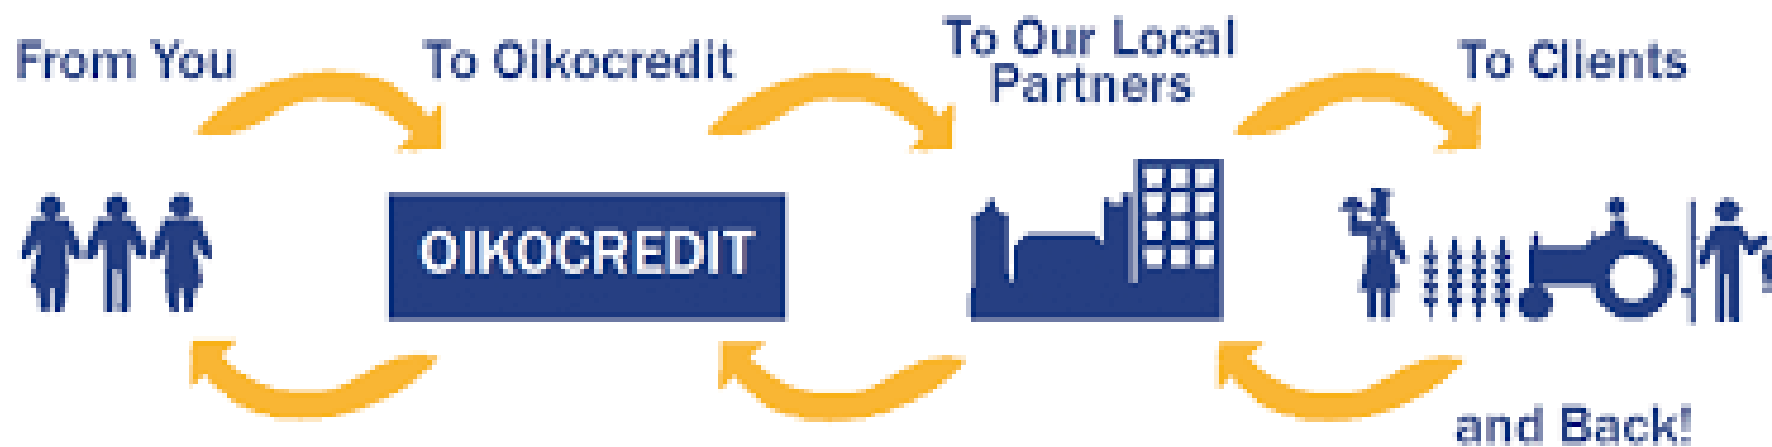 From You
To Oikocredit
To Our Local
Partners
To Clients
OIKOCREDIT
and Back!